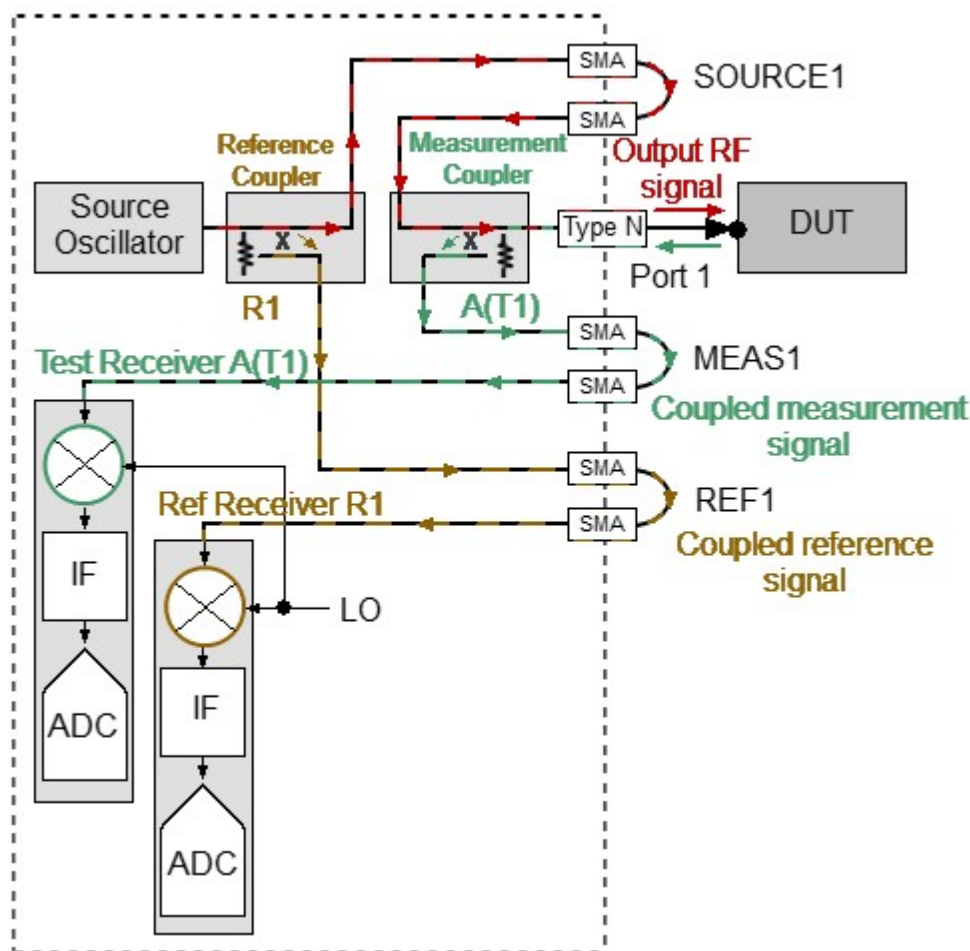 SMA
SOURCE1
SMA
Reference
Coupler
Measurement
Coupler
Output RF
signal
Source
Oscillator
X
X
Type N
DUT
Port 1
R1
A(T1)
SMA
MEAS1
Test Receiver A(T1)
SMA
Coupled measurement
signal
SMA
REF1
Ref Receiver R1
SMA
Coupled reference
signal
IF
LO
IF
ADC
ADC